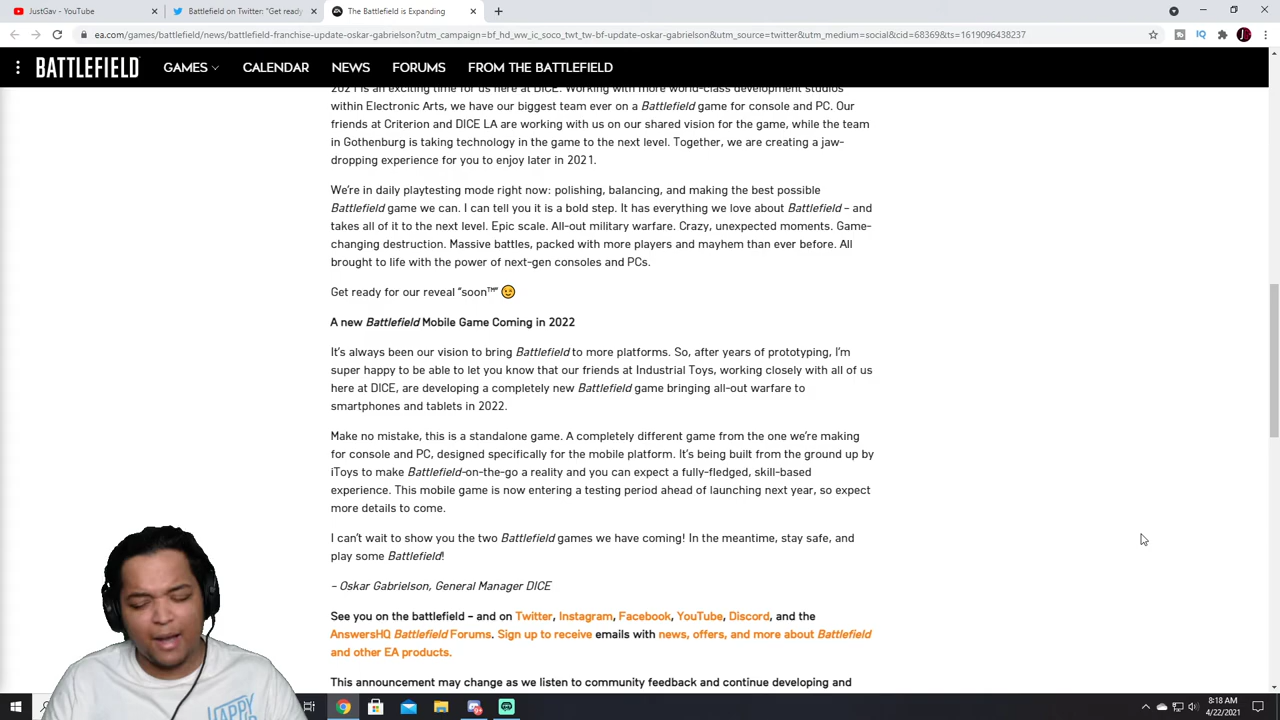 JustGav - YouTube
Battlefield on Twitter: "Get ready f
The Battlefield is Expanding
ea.com/games/battlefield/news/battlefield-franchise-update-oskar-gabrielson?utm_campaign=bf_hd_ww_ic_soco_twt_tw-bf-update-oskar-gabrielson&utm_source=twitter&utm_medium=social&cid=68369&ts=1619096438237
BATTLEFIELD GAMES CALENDAR NEWS FORUMS FROM THE BATTLEFIELD
2021 is an exciting time for us here at DICE. Working with more world-class development studios
within Electronic Arts, we have our biggest team ever on a Battlefield game for console and PC. Our
friends at Criterion and DICE LA are working with us on our shared vision for the game, while the team
in Gothenburg is taking technology in the game to the next level. Together, we are creating a jaw-
dropping experience for you to enjoy later in 2021.
We're in daily playtesting mode right now: polishing, balancing, and making the best possible
Battlefield game we can. I can tell you it is a bold step. It has everything we love about Battlefield – and
takes all of it to the next level. Epic scale. All-out military warfare. Crazy, unexpected moments. Game-
changing destruction. Massive battles, packed with more players and mayhem than ever before. All
brought to life with the power of next-gen consoles and PCs.
Get ready for our reveal "soon™" 😉
A new Battlefield Mobile Game Coming in 2022
It's always been our vision to bring Battlefield to more platforms. So, after years of prototyping, I'm
super happy to be able to let you know that our friends at Industrial Toys, working closely with all of us
here at DICE, are developing a completely new Battlefield game bringing all-out warfare to
smartphones and tablets in 2022.
Make no mistake, this is a standalone game. A completely different game from the one we're making
for console and PC, designed specifically for the mobile platform. It's being built from the ground up by
iToys to make Battlefield-on-the-go a reality and you can expect a fully-fledged, skill-based
experience. This mobile game is now entering a testing period ahead of launching next year, so expect
more details to come.
I can't wait to show you the two Battlefield games we have coming! In the meantime, stay safe, and
play some Battlefield!
– Oskar Gabrielson, General Manager DICE
See you on the battlefield – and on Twitter, Instagram, Facebook, YouTube, Discord, and the
AnswersHQ Battlefield Forums. Sign up to receive emails with news, offers, and more about Battlefield
and other EA products.
This announcement may change as we listen to community feedback and continue developing and
HAPPY
8:18 AM
4/22/2021